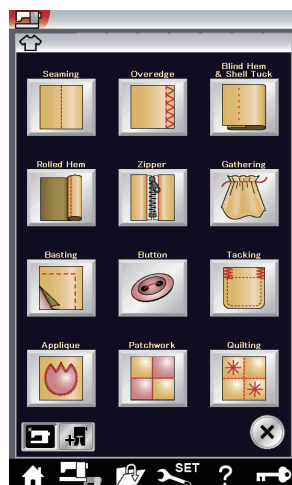 Seaming Overedge Blind Hem
& Shell Tuck
Rolled Hem Zipper Gathering
Basting Button Tacking
Applique Patchwork Quilting
SET ?